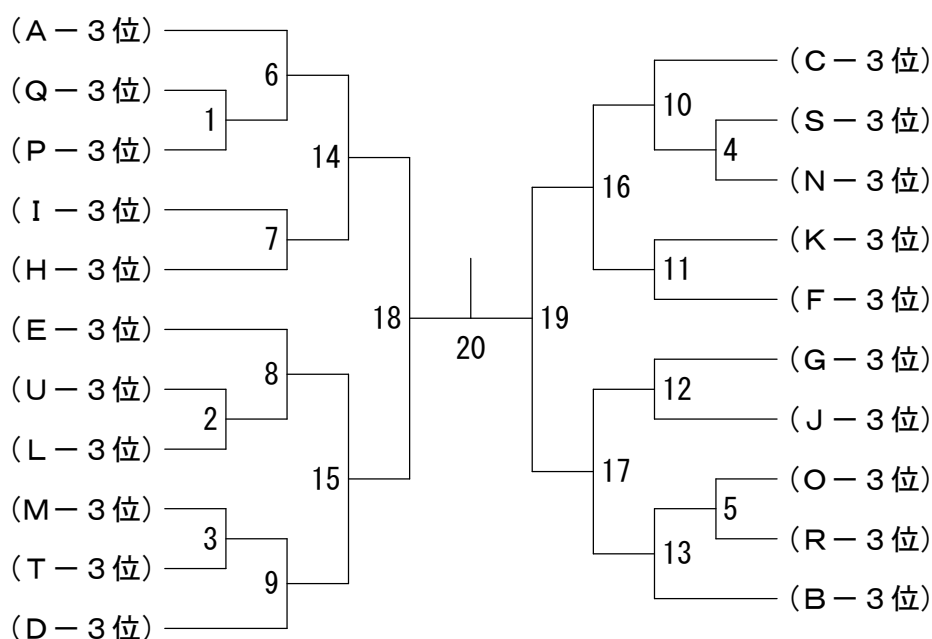 (A－3位)
(Q－3位)
(P－3位)
(I－3位)
(H－3位)
(E－3位)
(U－3位)
(L－3位)
(M－3位)
(T－3位)
(D－3位)
6
1
14
7
18
8
2
15
3
9
20
(C－3位)
(S－3位)
(N－3位)
(K－3位)
(F－3位)
(G－3位)
(J－3位)
(O－3位)
(R－3位)
(B－3位)
10
4
16
11
19
12
17
5
13